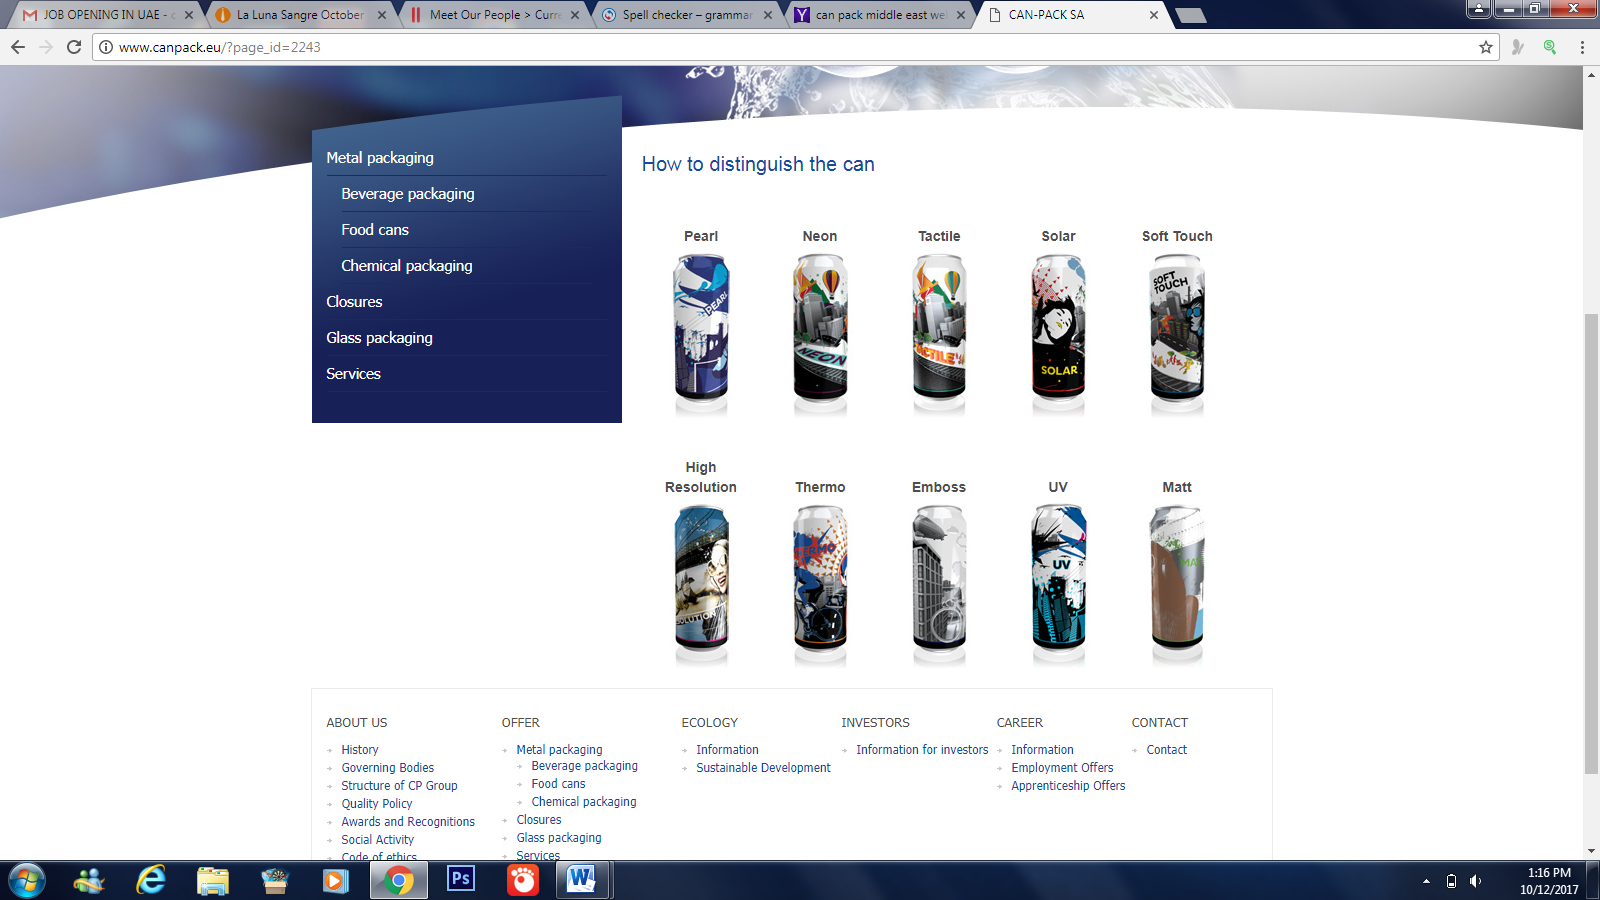 JOB OPENING IN UAE - c
La Luna Sangre October
Meet Our People > Curre
Spell checker – grammar
can pack middle east we
CAN-PACK SA
www.canpack.eu/?page_id=2243
Metal packaging
Beverage packaging
Food cans
Chemical packaging
Closures
Glass packaging
Services
How to distinguish the can
Pearl
Neon
Tactile
Solar
Soft Touch
PEARL
NEON
TACTILE
SOLAR
SOFT
TOUCH
High
Resolution
Thermo
Emboss
UV
Matt
SOLUTION
UV
MAT
ABOUT US
History
Governing Bodies
Structure of CP Group
Quality Policy
Awards and Recognitions
Social Activity
Code of ethics
OFFER
Metal packaging
Beverage packaging
Food cans
Chemical packaging
Closures
Glass packaging
Services
ECOLOGY
Information
Sustainable Development
INVESTORS
Information for investors
CAREER
Information
Employment Offers
Apprenticeship Offers
CONTACT
Contact
Ps
W
1:16 PM
10/12/2017